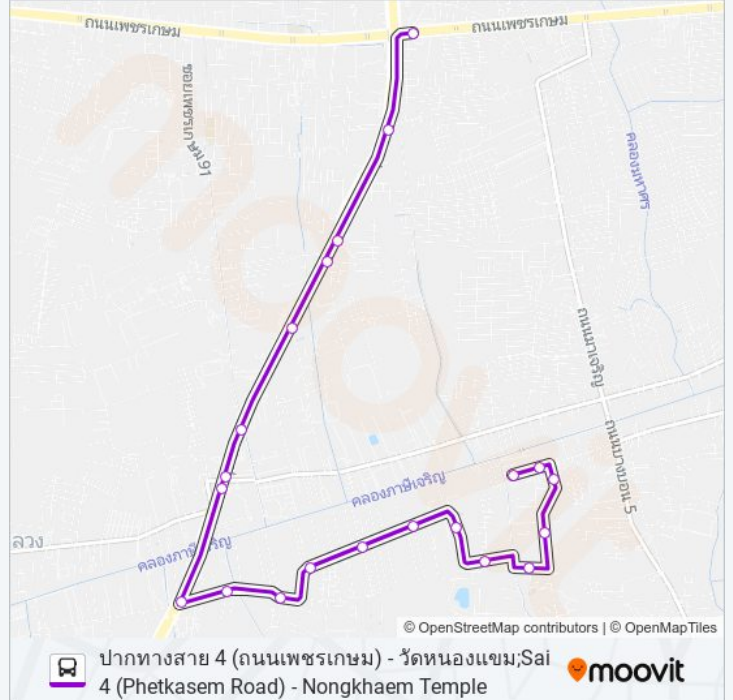 ถนนเพชรเกษม
ถนนเพชรเกษม
ซอยเพชรเกษม 91
คลองมหาศร
ถนนมาเจริญ
ถนนบางบอน 5
คลองภาษีเจริญ
คลองภาษีเจริญ
ลวง
moovit
© OpenStreetMap contributors | © OpenMapTiles
ปากทางสาย 4 (ถนนเพชรเกษม) - วัดหนองแขม;Sai
4 (Phetkasem Road) - Nongkhaem Temple
moovit